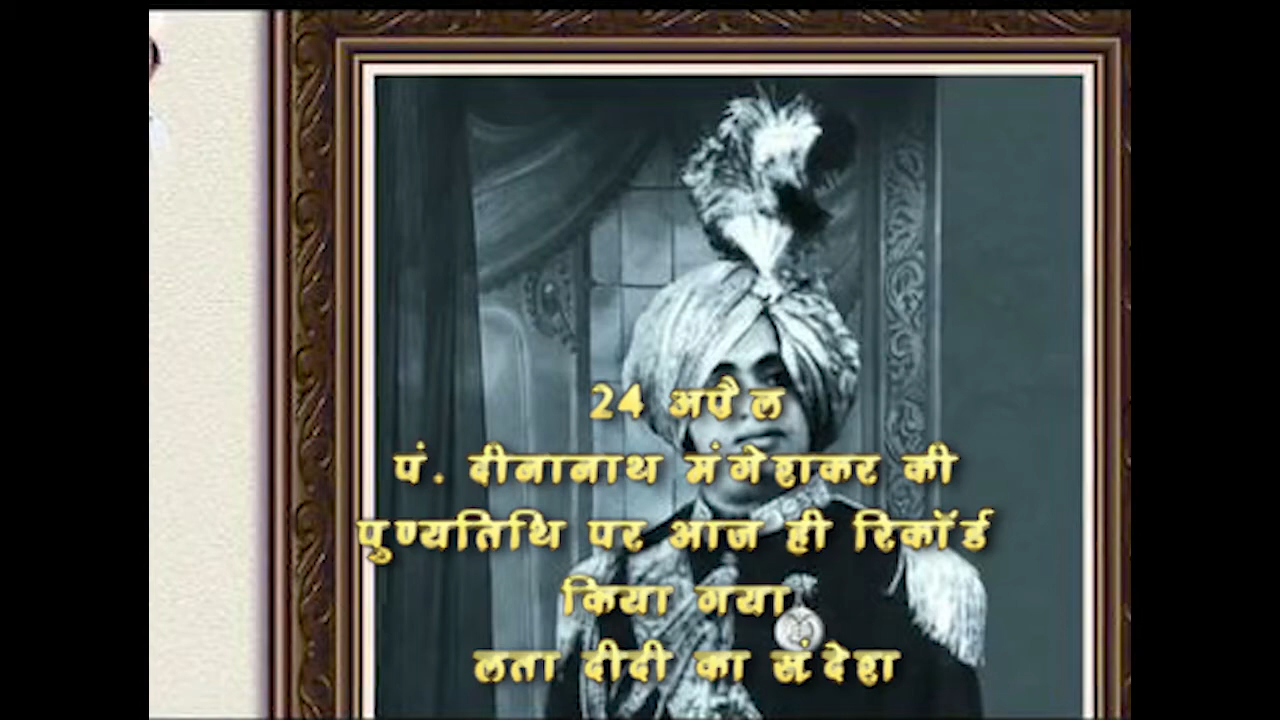 24 अप्रैल
पं. दीनानाथ मंगेशकर की
पुण्यतिथि पर आज ही रिकॉर्ड
किया गया
लता दीदी का संदेश